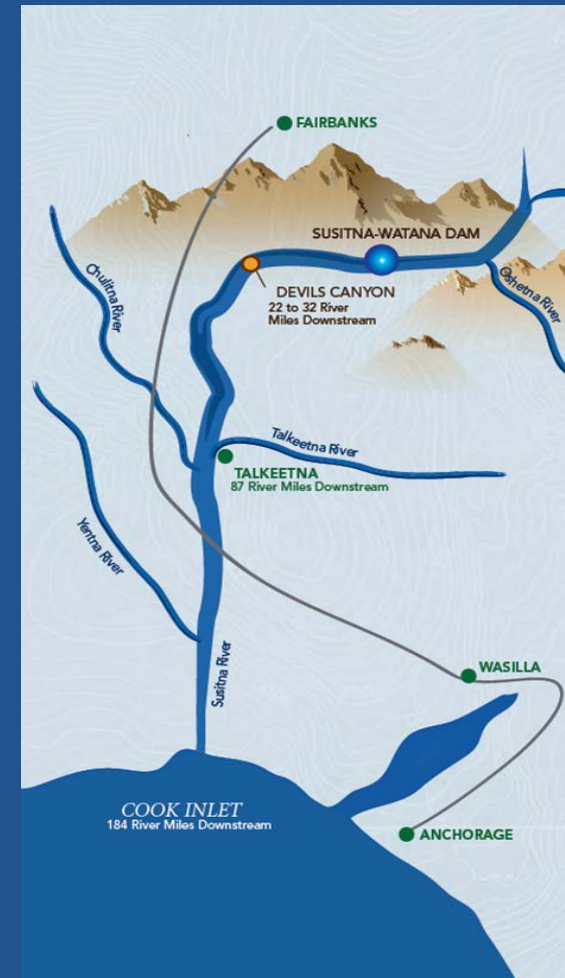 FAIRBANKS
SUSITNA-WATANA DAM
Chulitna River
Oshetna River
DEVILS CANYON
22 to 32 River
Miles Downstream
Talkeetna River
TALKEETNA
87 River Miles Downstream
Yentna River
Susitna River
WASILLA
COOK INLET
184 River Miles Downstream
ANCHORAGE